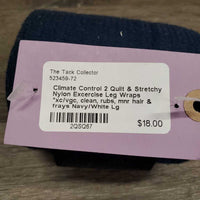 The Tack Collector
523459-72
Climate Control 2 Quilt & Stretchy
Nylon Excercise Leg Wraps
*xc/vgc, clean, rubs, mnr hair &
frays Navy/White Lg
2QSQ87
$18.00